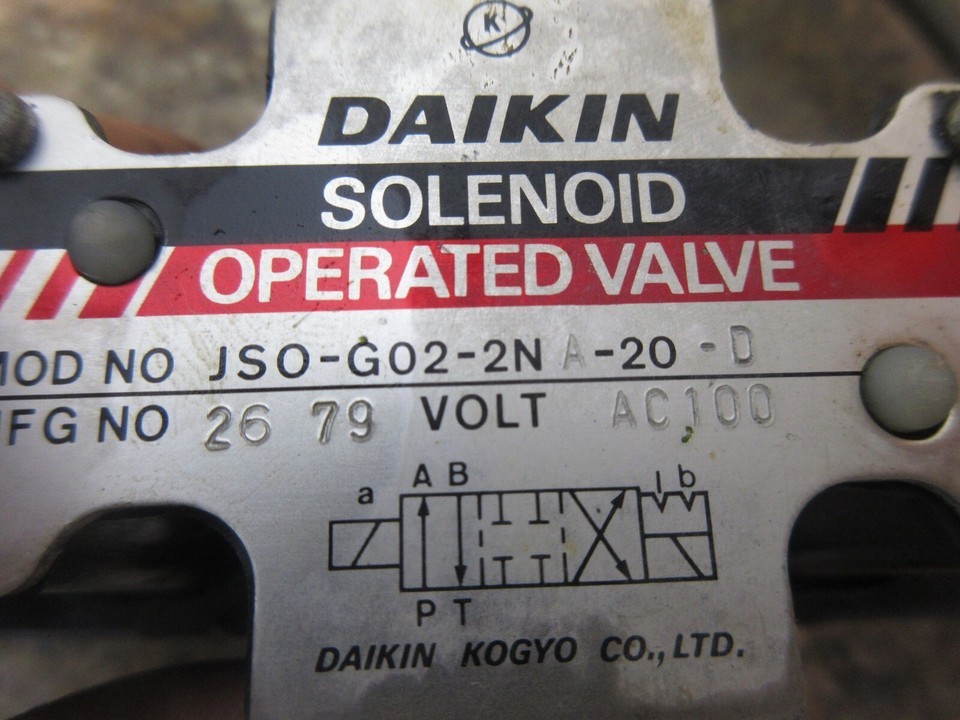 K
DAIKIN
SOLENOID
OPERATED VALVE
MOD NO JSO-G02-2NA-20-D
MFG NO 26 79 VOLT AC100
A B
a b
P T
DAIKIN KOGYO CO., LTD.